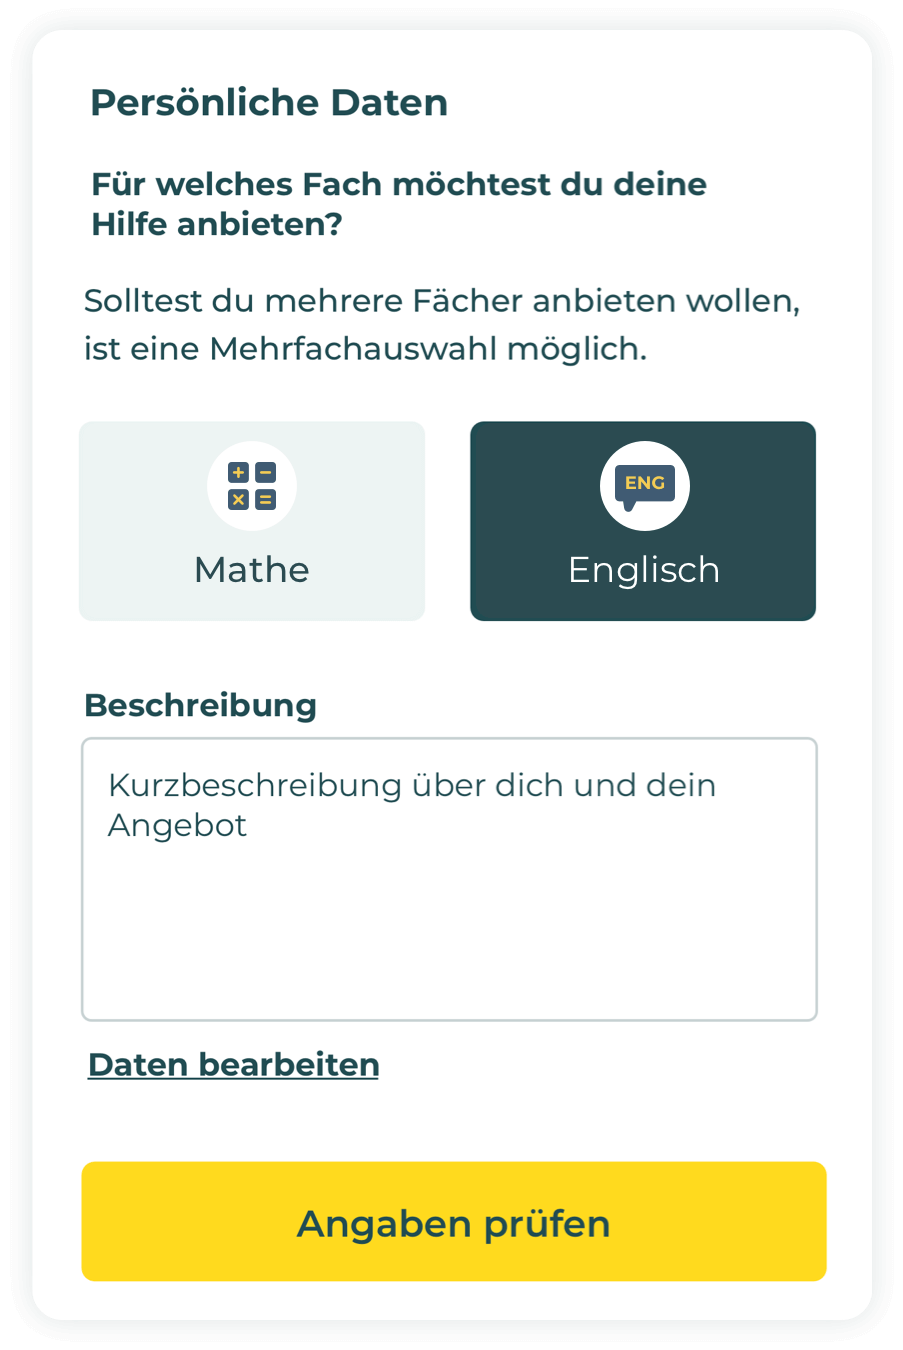 Persönliche Daten
Für welches Fach möchtest du deine
Hilfe anbieten?
Solltest du mehrere Fächer anbieten wollen,
ist eine Mehrfachauswahl möglich.
+ −
× =
Mathe
ENG
Englisch
Beschreibung
Kurzbeschreibung über dich und dein
Angebot
Daten bearbeiten
Angaben prüfen